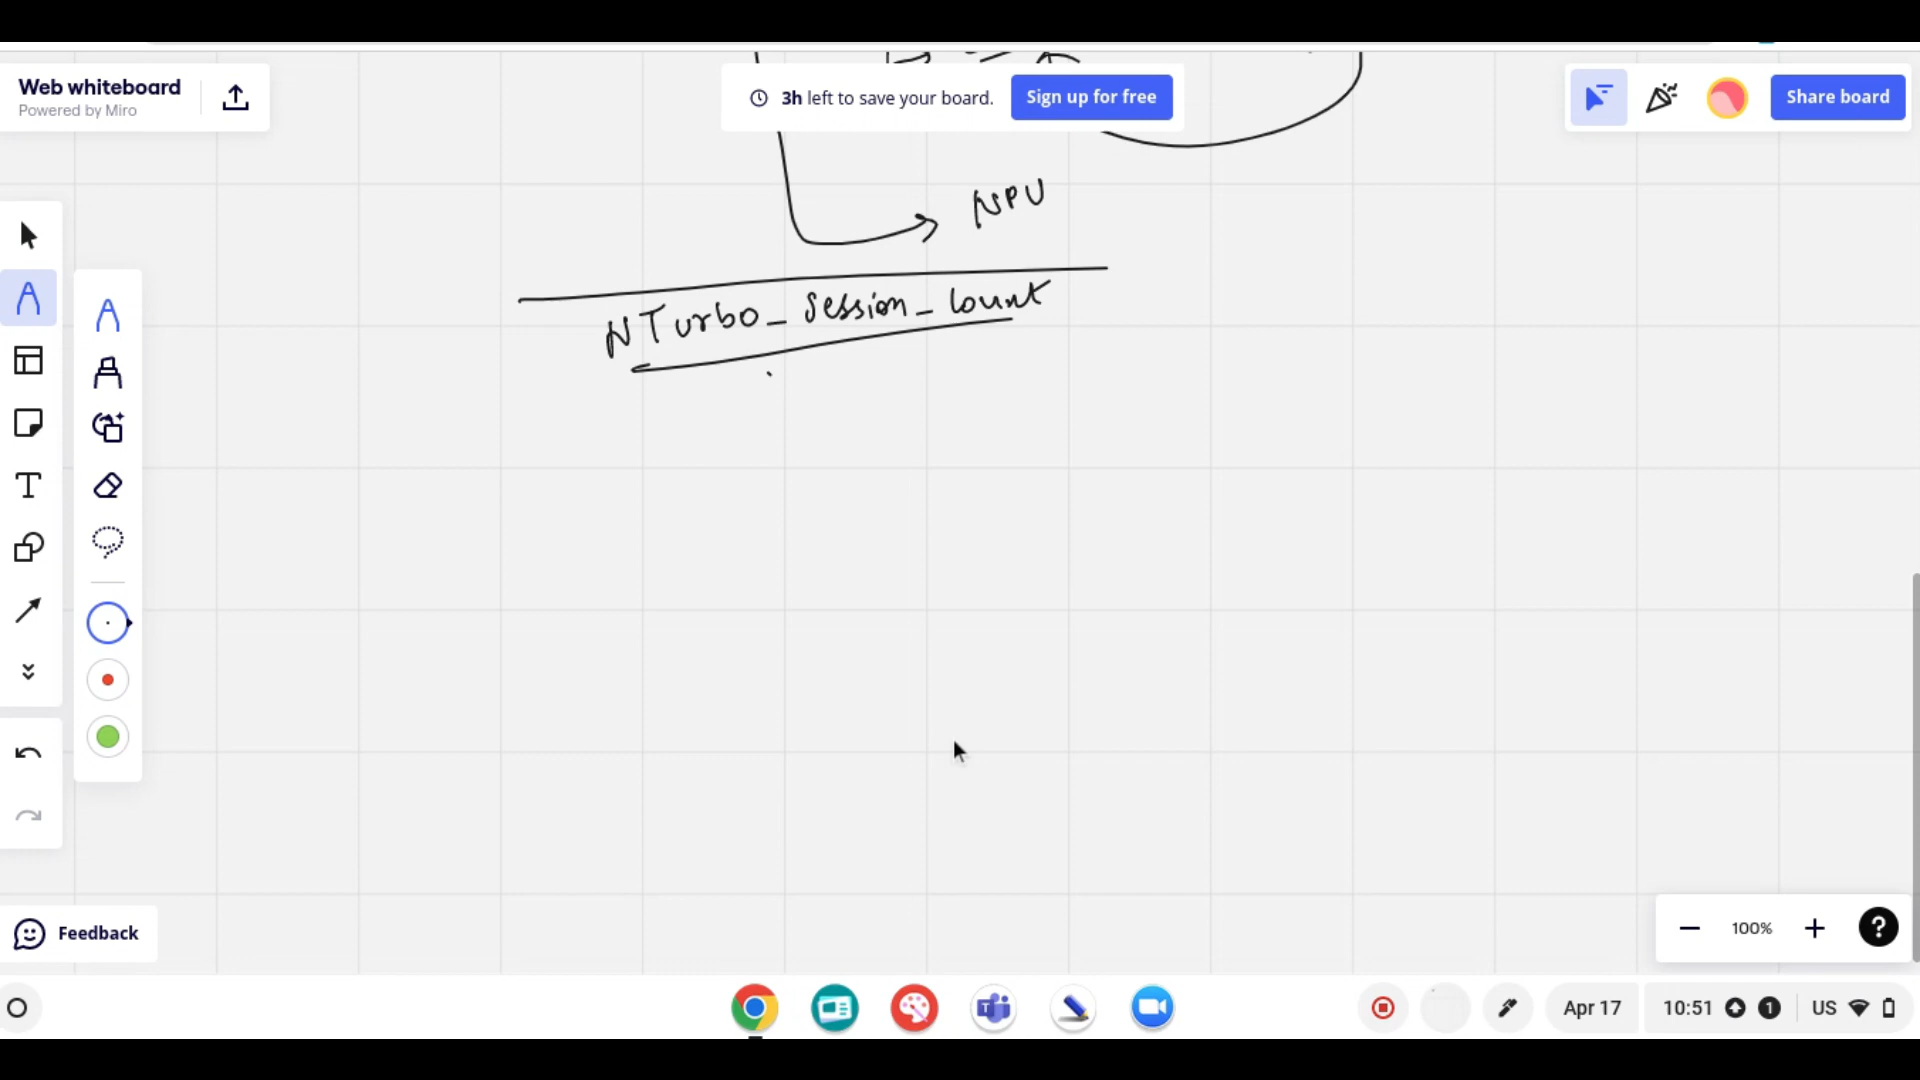 Web whiteboard
Powered by Miro
3h left to save your board.
Sign up for free
Share board
NPU
NTurbo_Session_Count
Feedback
100%
Apr 17
10:51
1
US